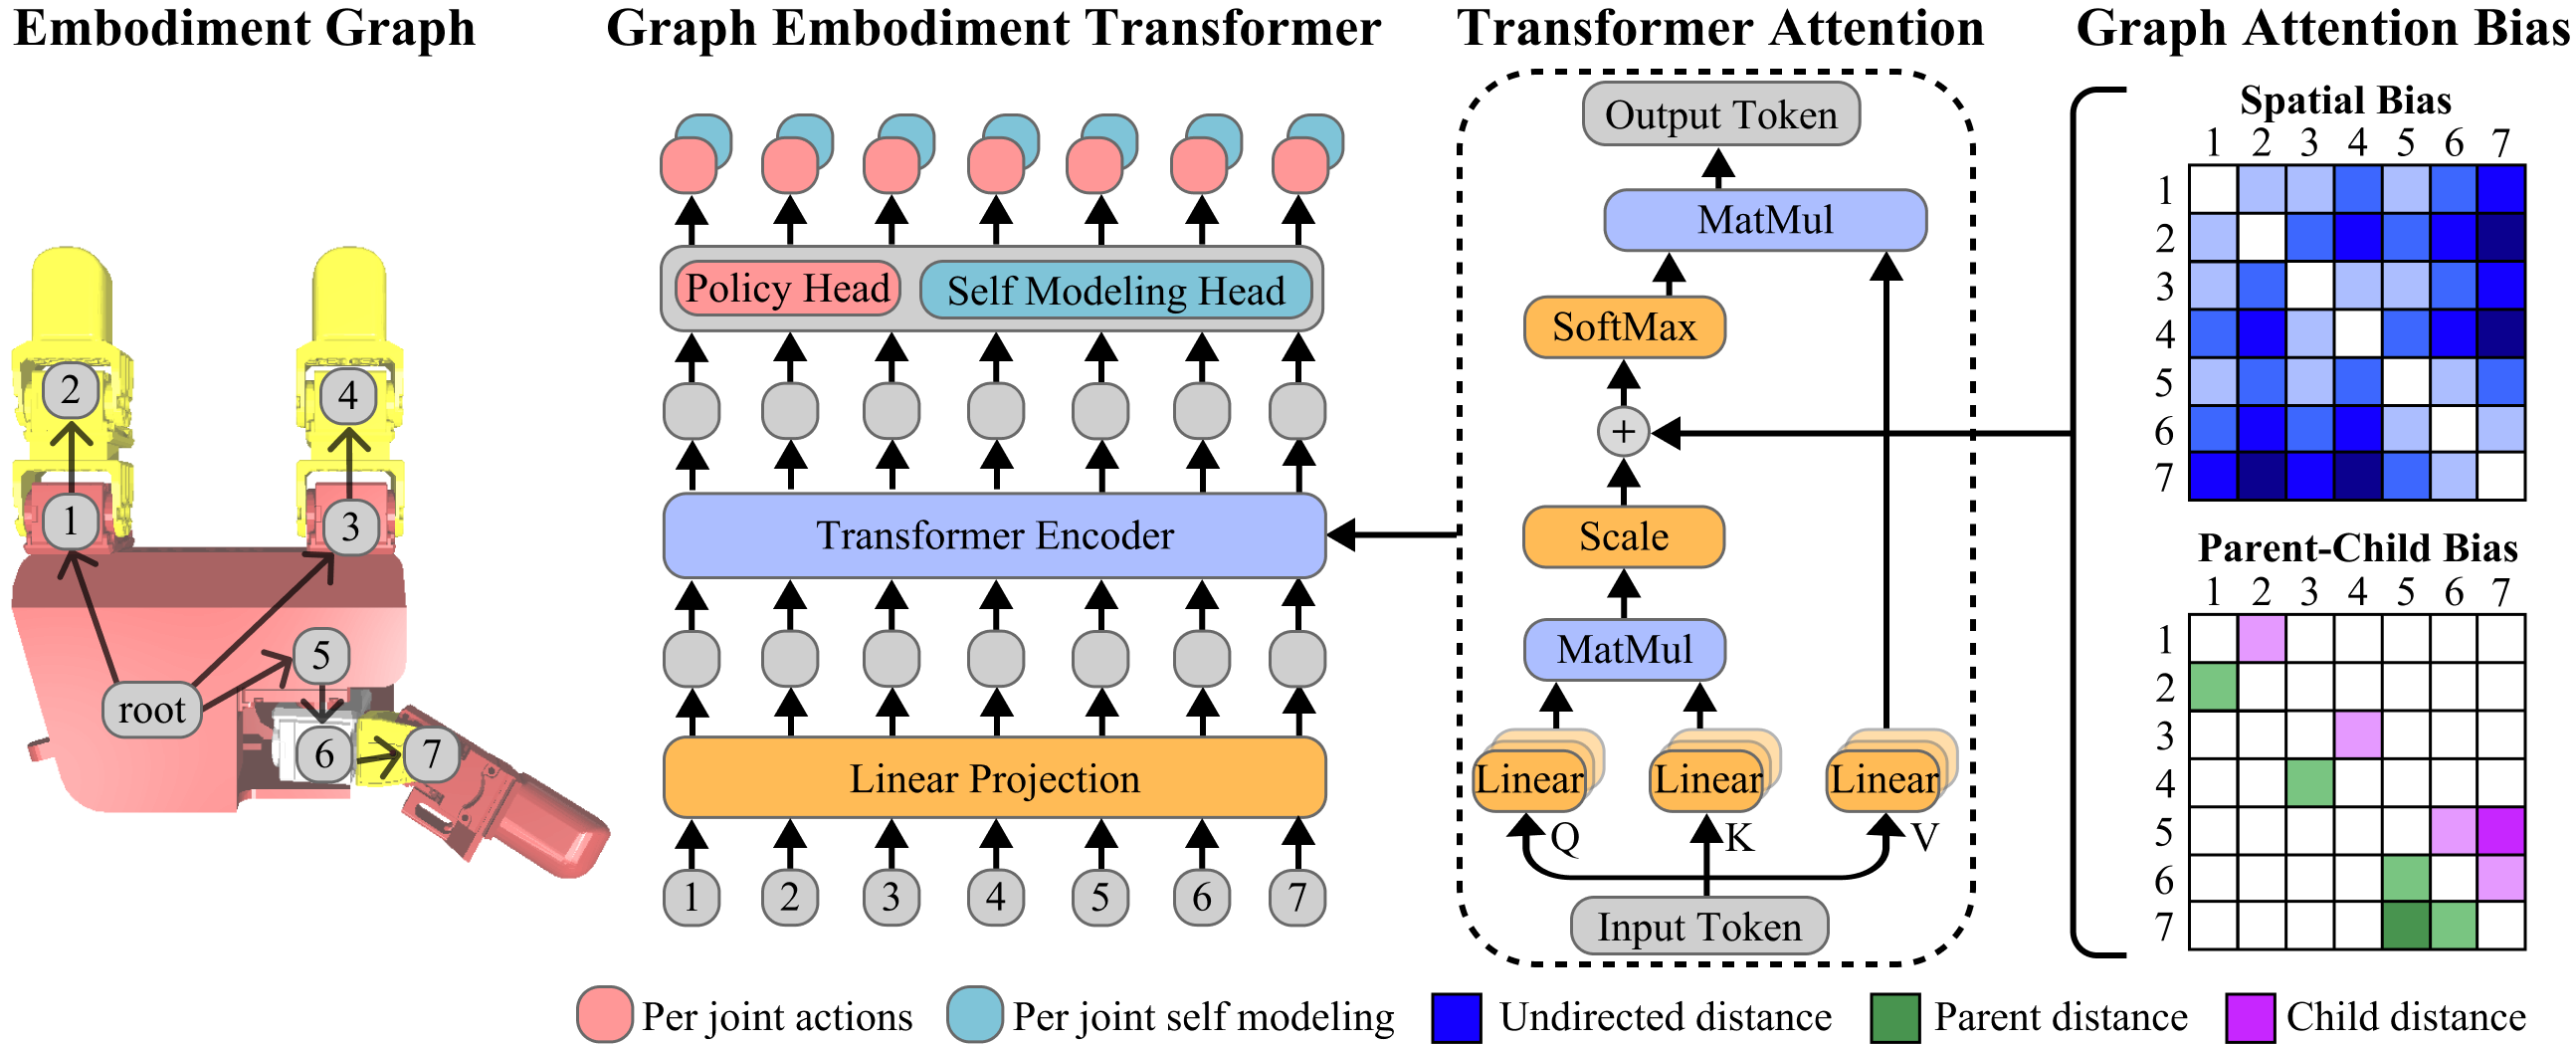 Embodiment Graph
Graph Embodiment Transformer
Transformer Attention
Graph Attention Bias
2
4
1
3
5
root
6
7
Policy Head
Self Modeling Head
Transformer Encoder
Linear Projection
1 2 3 4 5 6 7
Output Token
MatMul
SoftMax
+
Scale
MatMul
Linear Linear Linear
Q K V
Input Token
Spatial Bias
1 2 3 4 5 6 7
1
2
3
4
5
6
7
Parent-Child Bias
1 2 3 4 5 6 7
1
2
3
4
5
6
7
Per joint actions
Per joint self modeling
Undirected distance
Parent distance
Child distance